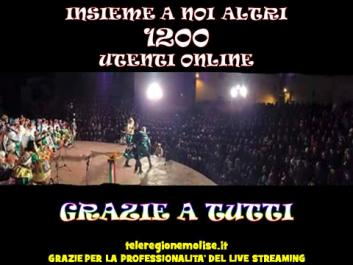 INSIEME A NOI ALTRI
1200
UTENTI ONLINE
GRAZIE A TUTTI
teleregionemolise.it
GRAZIE PER LA PROFESSIONALITA' DEL LIVE STREAMING